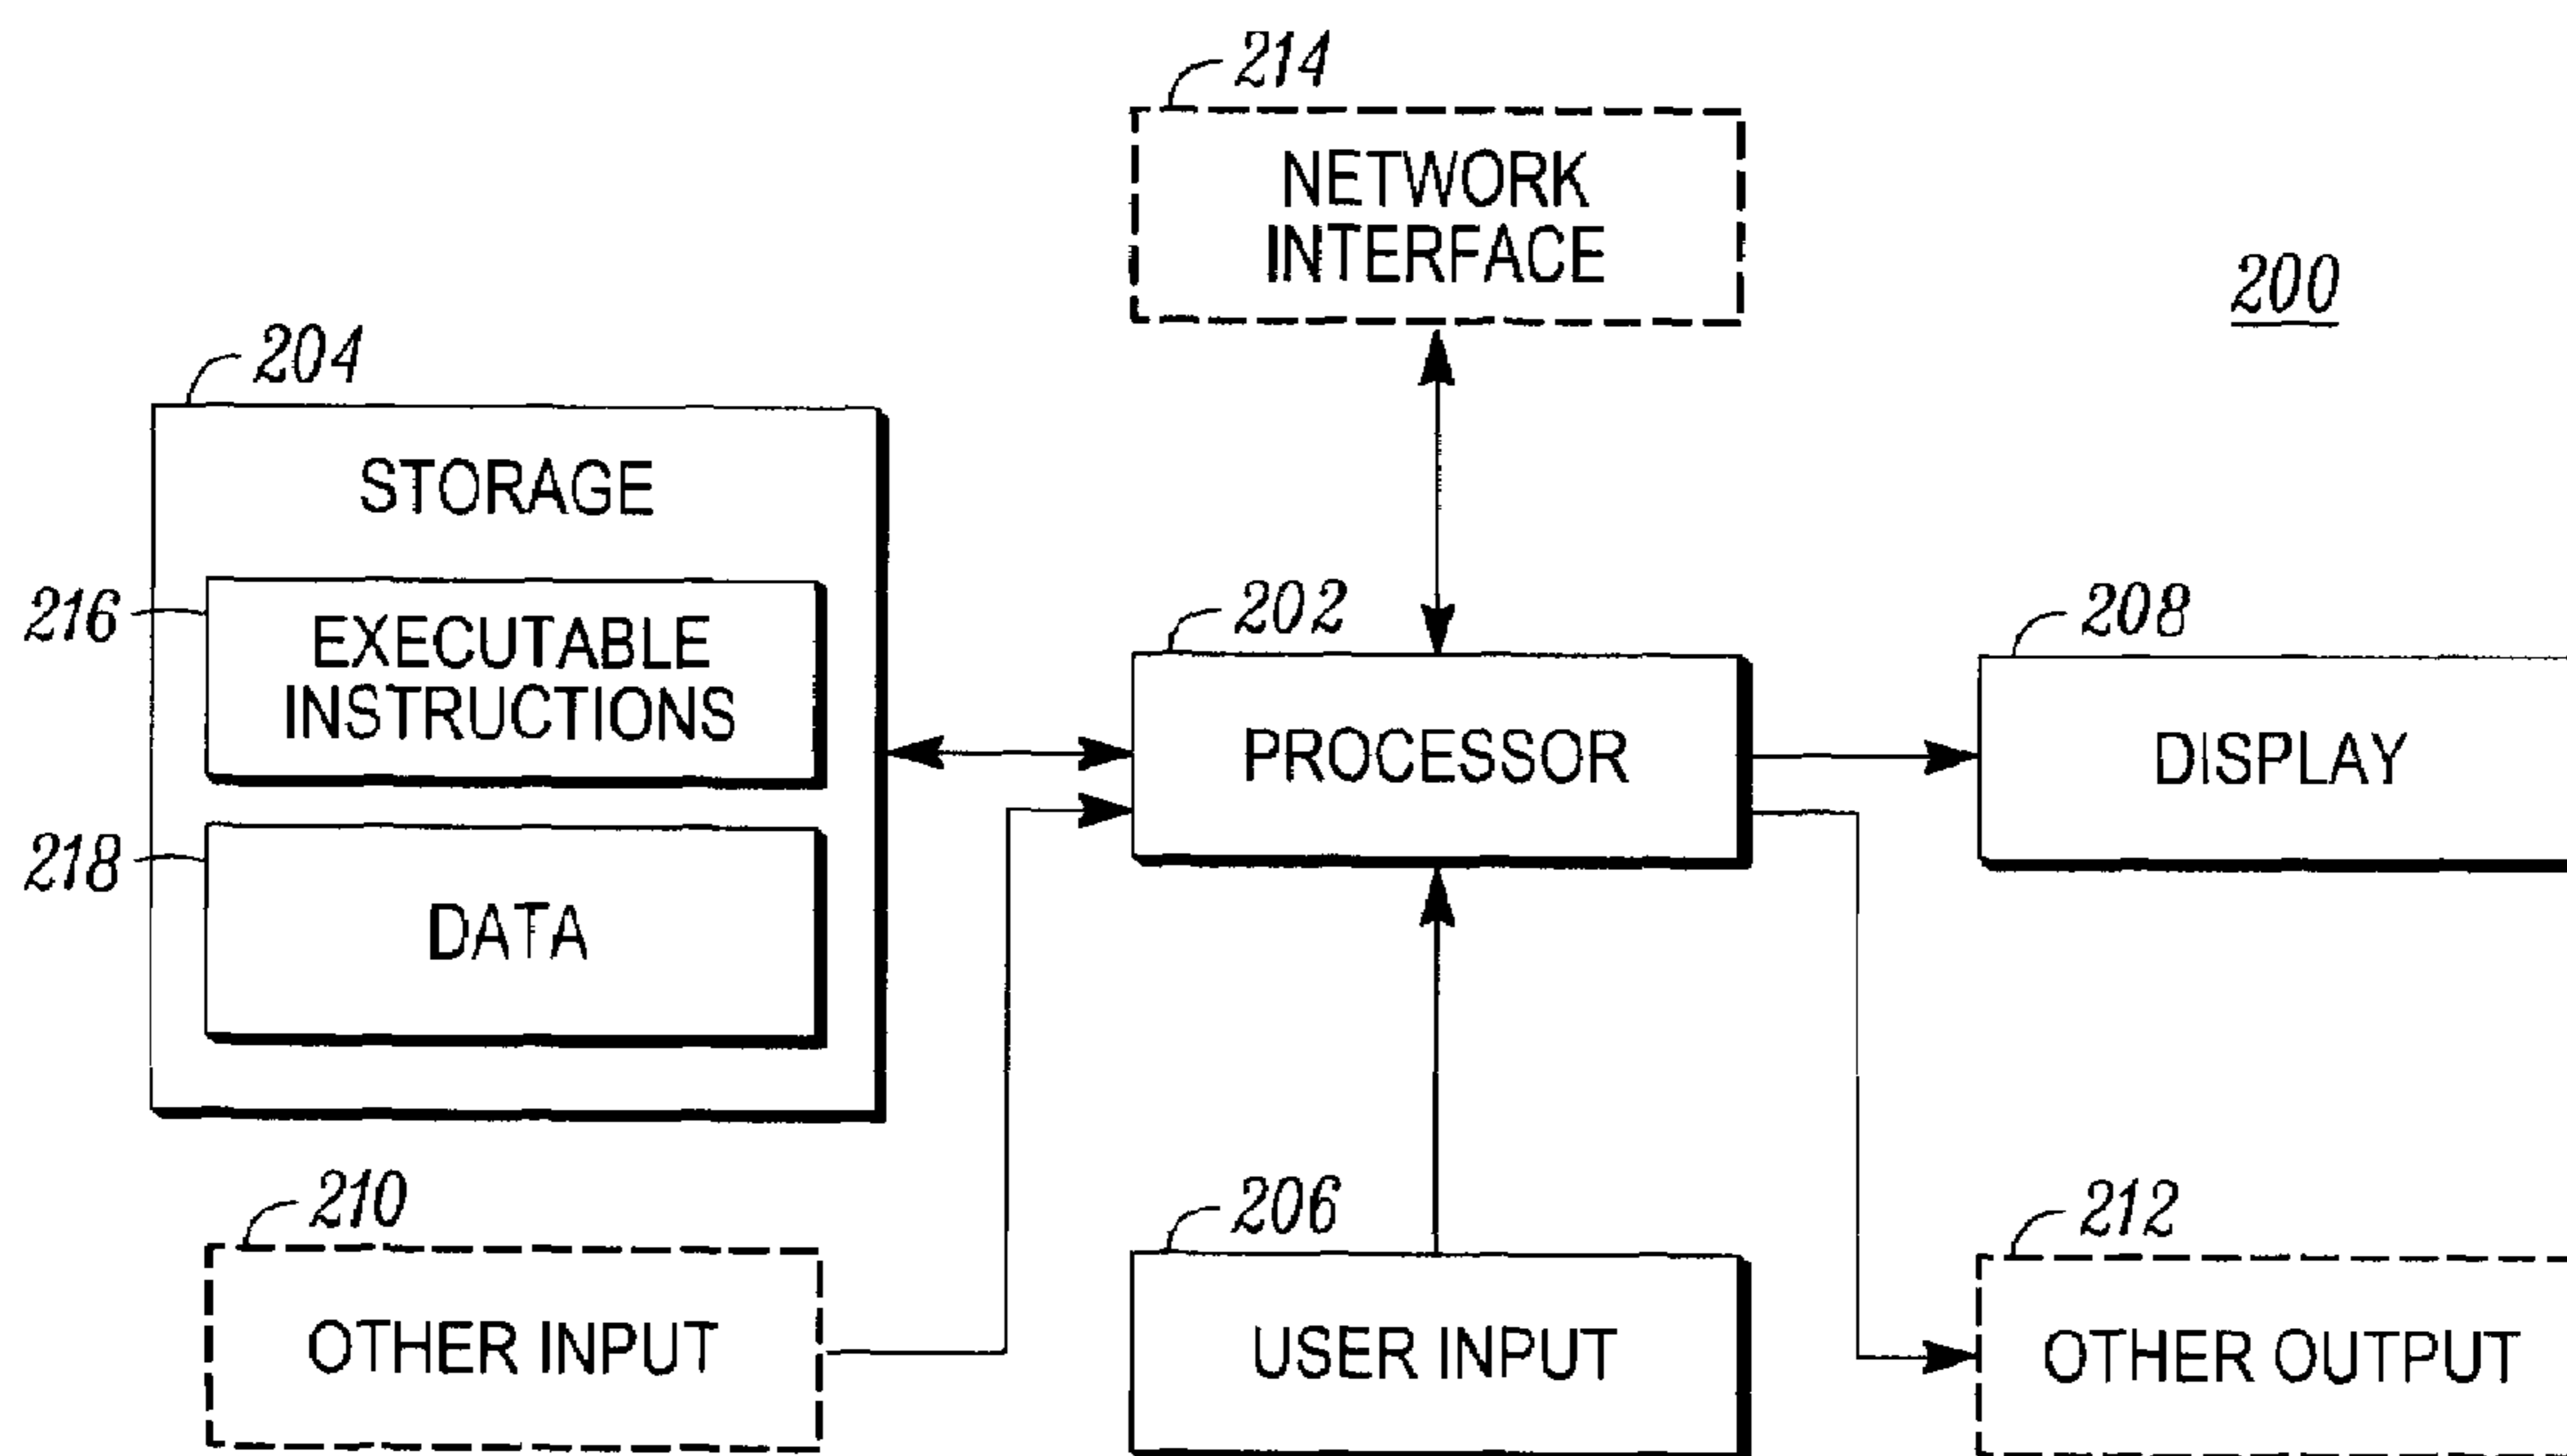 214
NETWORK
INTERFACE
200
204
STORAGE
216
EXECUTABLE
INSTRUCTIONS
218
DATA
202
PROCESSOR
208
DISPLAY
210
OTHER INPUT
206
USER INPUT
212
OTHER OUTPUT